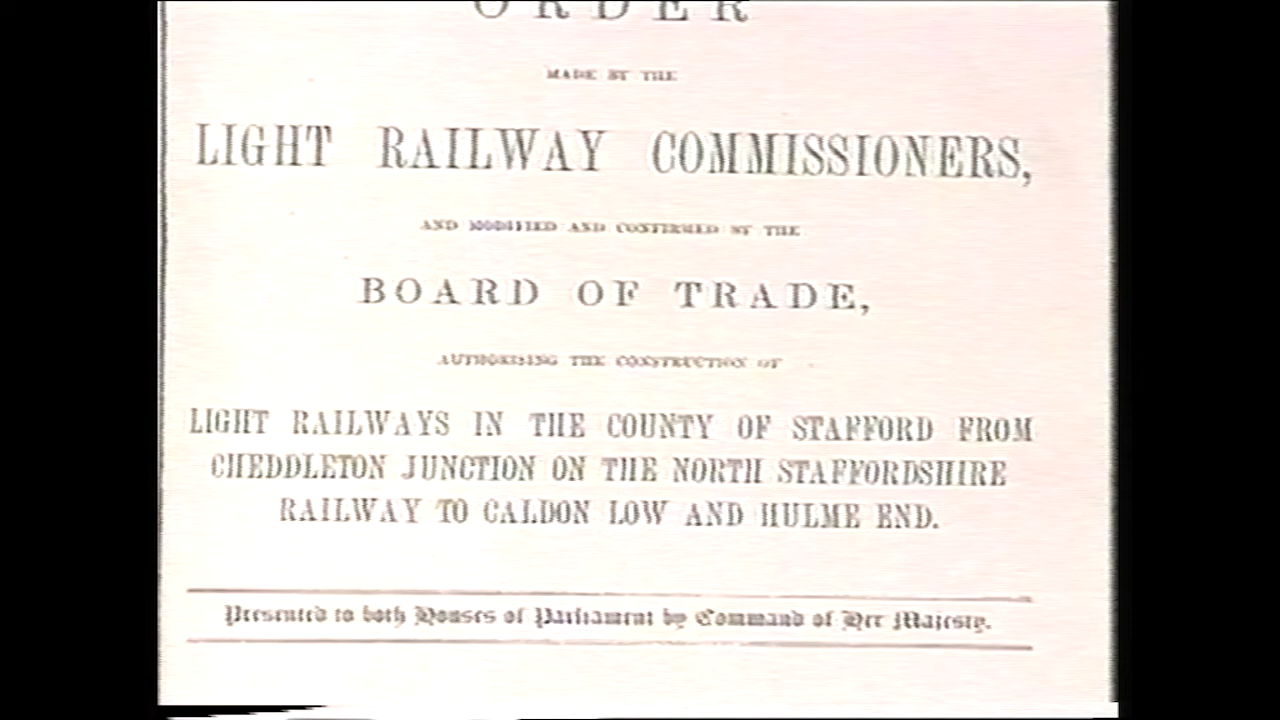 ORDER
MADE BY THE
LIGHT RAILWAY COMMISSIONERS,
AND MODIFIED AND CONFIRMED BY THE
BOARD OF TRADE,
AUTHORISING THE CONSTRUCTION OF
LIGHT RAILWAYS IN THE COUNTY OF STAFFORD FROM
CHEDDLETON JUNCTION ON THE NORTH STAFFORDSHIRE
RAILWAY TO CALDON LOW AND HULME END.
Presented to both Houses of Parliament by Command of Her Majesty.